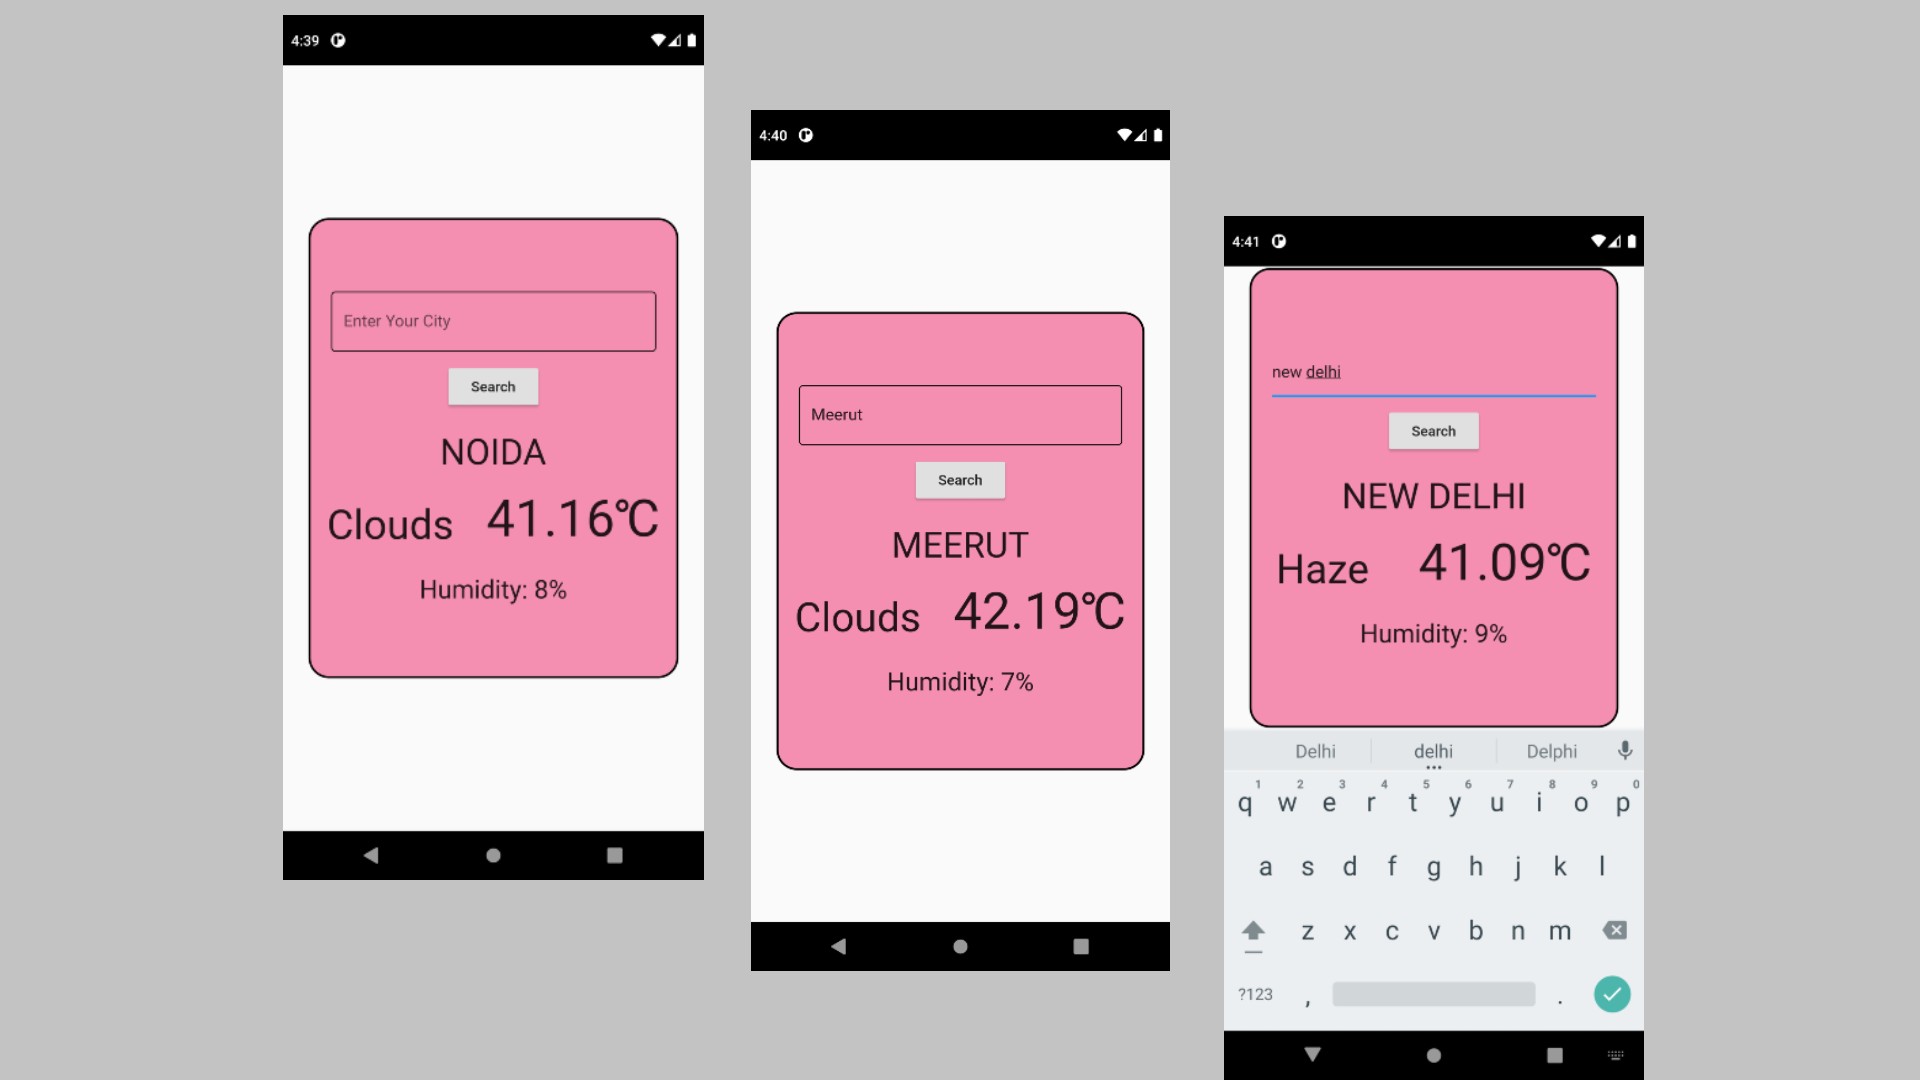 4:39
Enter Your City
Search
NOIDA
Clouds 41.16℃
Humidity: 8%
4:40
Meerut
Search
MEERUT
Clouds 42.19℃
Humidity: 7%
4:41
new delhi
Search
NEW DELHI
Haze 41.09℃
Humidity: 9%
Delhi delhi Delphi
1 2 3 4 5 6 7 8 9 0
q w e r t y u i o p
a s d f g h j k l
z x c v b n m
?123 , .